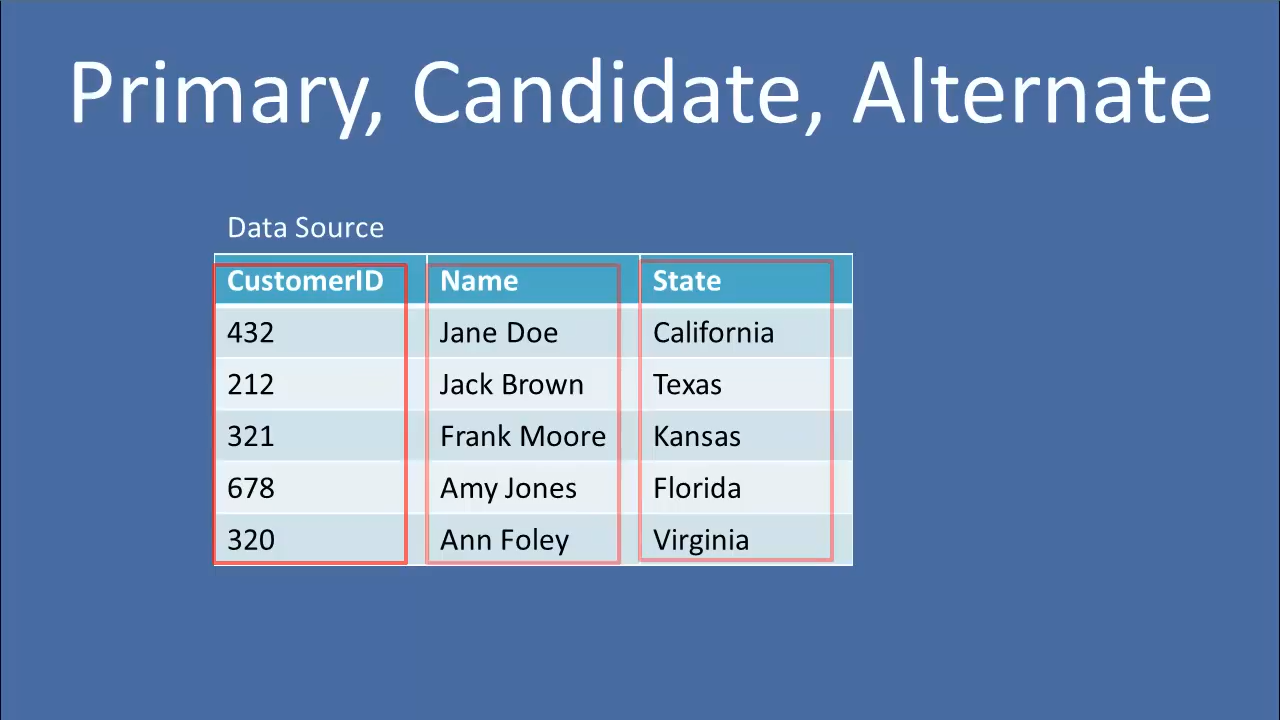 Primary, Candidate, Alternate
Data Source
CustomerID Name State
432 Jane Doe California
212 Jack Brown Texas
321 Frank Moore Kansas
678 Amy Jones Florida
320 Ann Foley Virginia